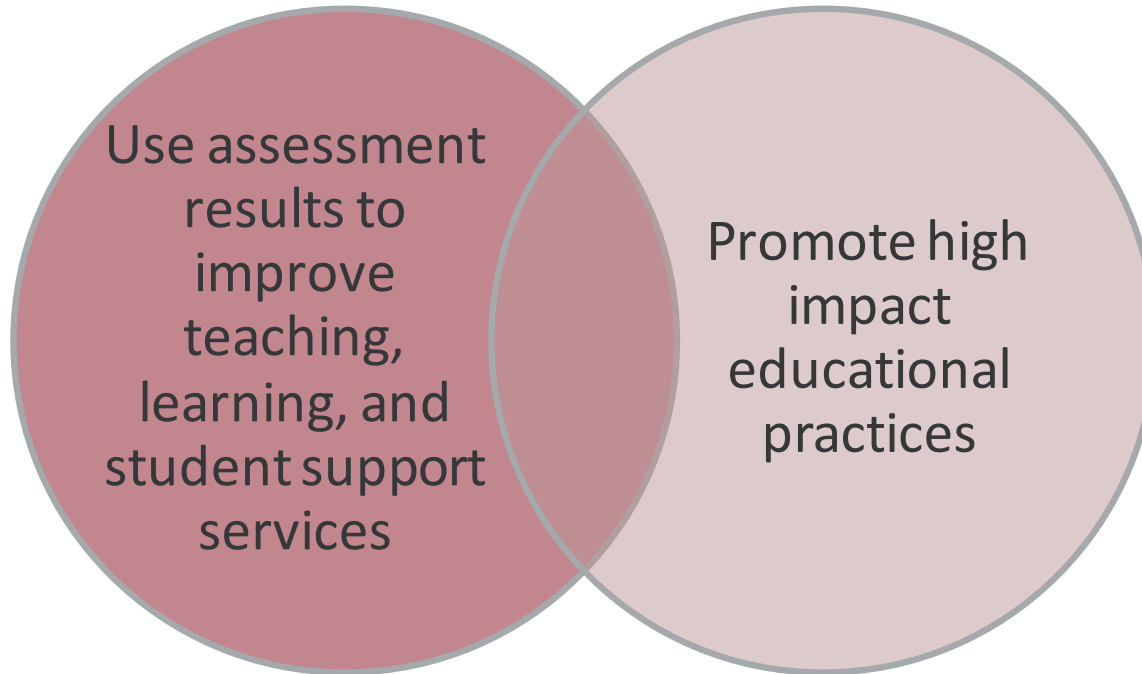 Use assessment
results to
improve
teaching,
learning, and
student support
services
Promote high
impact
educational
practices